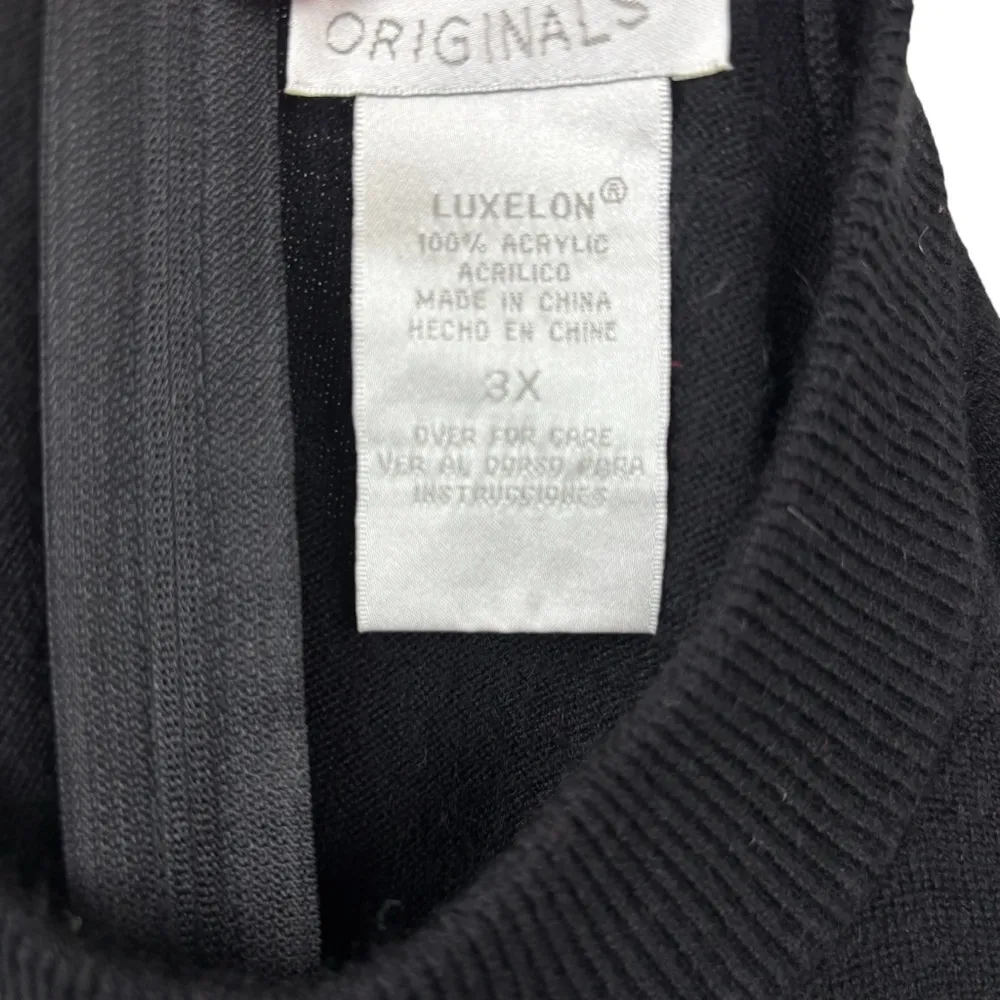 ORIGINALS
LUXELON®
100% ACRYLIC
ACRILICO
MADE IN CHINA
HECHO EN CHINE
3X
OVER FOR CARE
VER AL DORSO PARA
INSTRUCCIONES